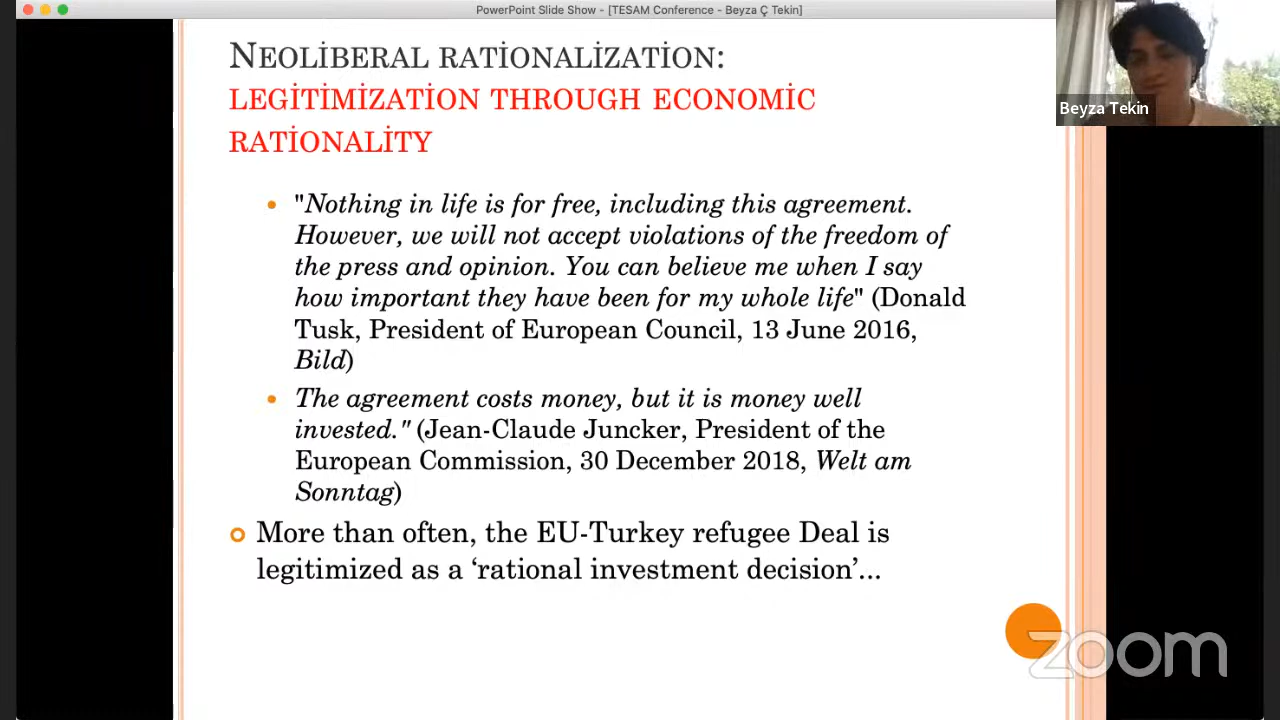 PowerPoint Slide Show - [TESAM Conference - Beyza Ç Tekin]
NEOLİBERAL RATIONALİZATİON:
LEGİTİMİZATİON THROUGH ECONOMİC
RATİONALİTY
Beyza Tekin
"Nothing in life is for free, including this agreement.
However, we will not accept violations of the freedom of
the press and opinion. You can believe me when I say
how important they have been for my whole life" (Donald
Tusk, President of European Council, 13 June 2016,
Bild)
The agreement costs money, but it is money well
invested." (Jean-Claude Juncker, President of the
European Commission, 30 December 2018, Welt am
Sonntag)
More than often, the EU-Turkey refugee Deal is
legitimized as a ‘rational investment decision’...
zoom